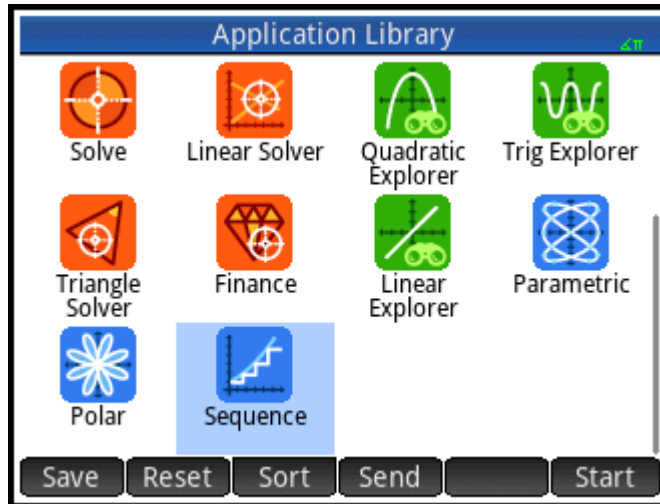 Application Library
∡π
Solve
Linear Solver
Quadratic
Explorer
Trig Explorer
Triangle
Solver
Finance
Linear
Explorer
Parametric
Polar
Sequence
Save Reset Sort Send Start